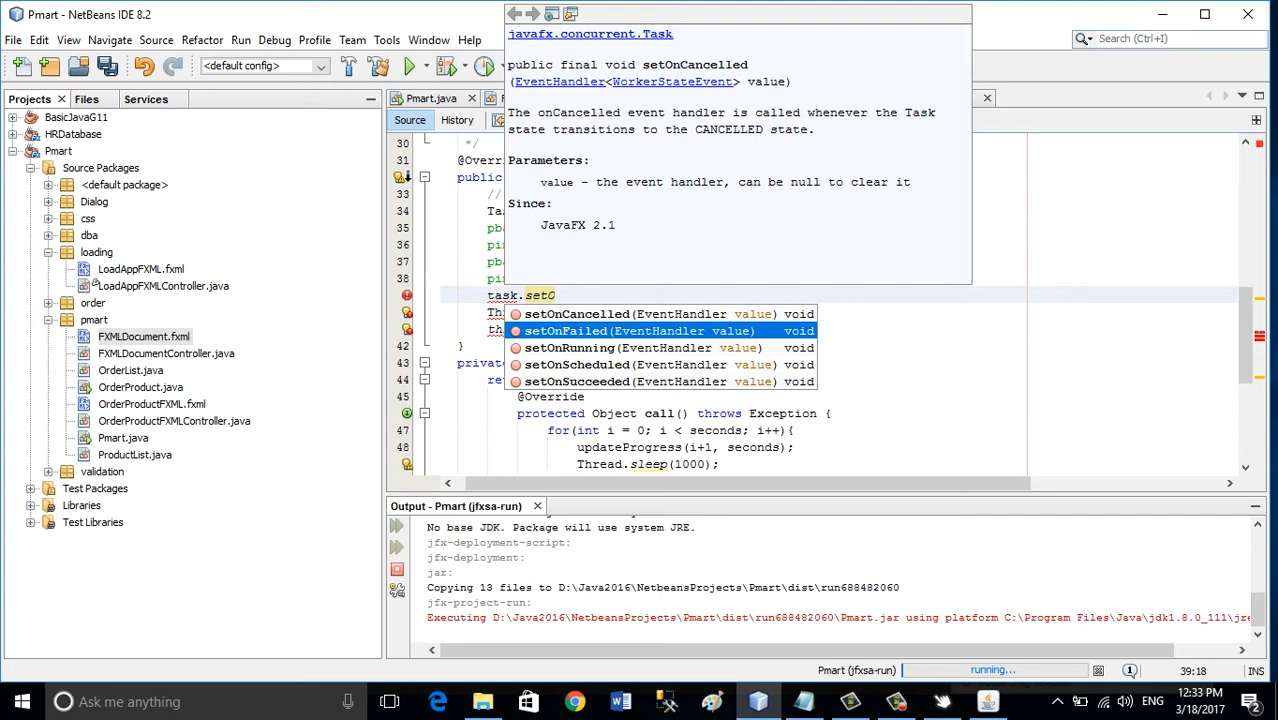 Pmart - NetBeans IDE 8.2
File Edit View Navigate Source Refactor Run Debug Profile Team Tools Window Help
Search (Ctrl+I)
<default config>
Projects Files Services
BasicJavaG11
HRDatabase
Pmart
Source Packages
<default package>
Dialog
css
dba
loading
LoadAppFXML.fxml
LoadAppFXMLController.java
order
pmart
FXMLDocument.fxml
FXMLDocumentController.java
OrderList.java
OrderProduct.java
OrderProductFXML.fxml
OrderProductFXMLController.java
Pmart.java
ProductList.java
validation
Test Packages
Libraries
Test Libraries
Pmart.java
Source History
javafx.concurrent.Task
public final void setOnCancelled
(EventHandler<WorkerStateEvent> value)
The onCancelled event handler is called whenever the Task
state transitions to the CANCELLED state.
Parameters:
value - the event handler, can be null to clear it
Since:
JavaFX 2.1
30 */
31 @Overr
public
33 //
34 Ta
35 pb
36 pi
37 pb
38 pi
task.setO
Th
th
42 }
43 priva
44 re
45 @Override
protected Object call() throws Exception {
47 for(int i = 0; i < seconds; i++){
48 updateProgress(i+1, seconds);
Thread.sleep(1000);
setOnCancelled(EventHandler value) void
setOnFailed(EventHandler value) void
setOnRunning(EventHandler value) void
setOnScheduled(EventHandler value) void
setOnSucceeded(EventHandler value) void
Output - Pmart (jfxsa-run)
No base JDK. Package will use system JRE.
jfx-deployment-script:
jfx-deployment:
jar:
Copying 13 files to D:\Java2016\NetbeansProjects\Pmart\dist\run688482060
jfx-project-run:
Executing D:\Java2016\NetbeansProjects\Pmart\dist\run688482060\Pmart.jar using platform C:\Program Files\Java\jdk1.8.0_111\jre
Pmart (jfxsa-run) running... 39:18 INS
Ask me anything
ENG
12:33 PM
3/18/2017